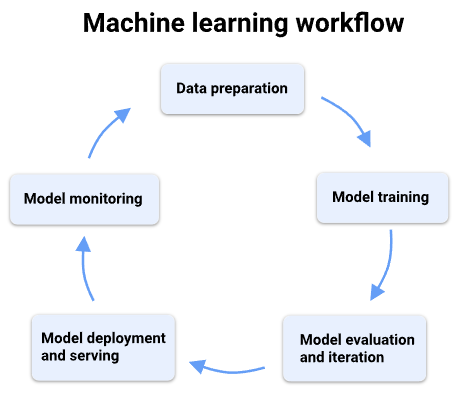 Machine learning workflow
Data preparation
Model training
Model evaluation
and iteration
Model deployment
and serving
Model monitoring